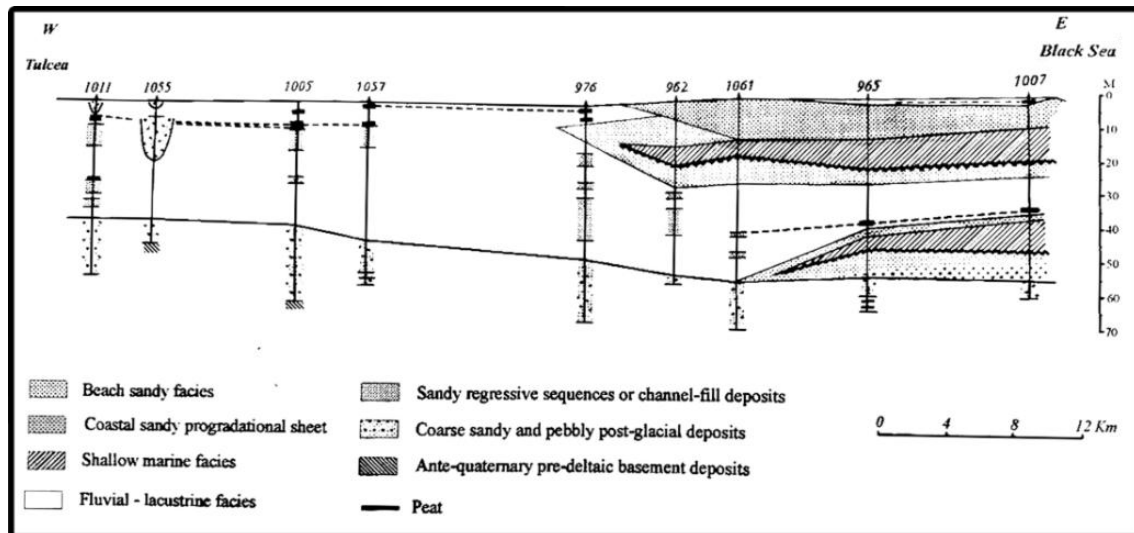 W
E
Tulcea
Black Sea
1011 1055 1005 1057 976 962 1061 965 1007 M
0
10
20
30
40
50
60
70
Beach sandy facies
Sandy regressive sequences or channel-fill deposits
Coastal sandy progradational sheet
Coarse sandy and pebbly post-glacial deposits
0 4 8 12 Km
Shallow marine facies
Ante-quaternary pre-deltaic basement deposits
Fluvial - lacustrine facies
Peat